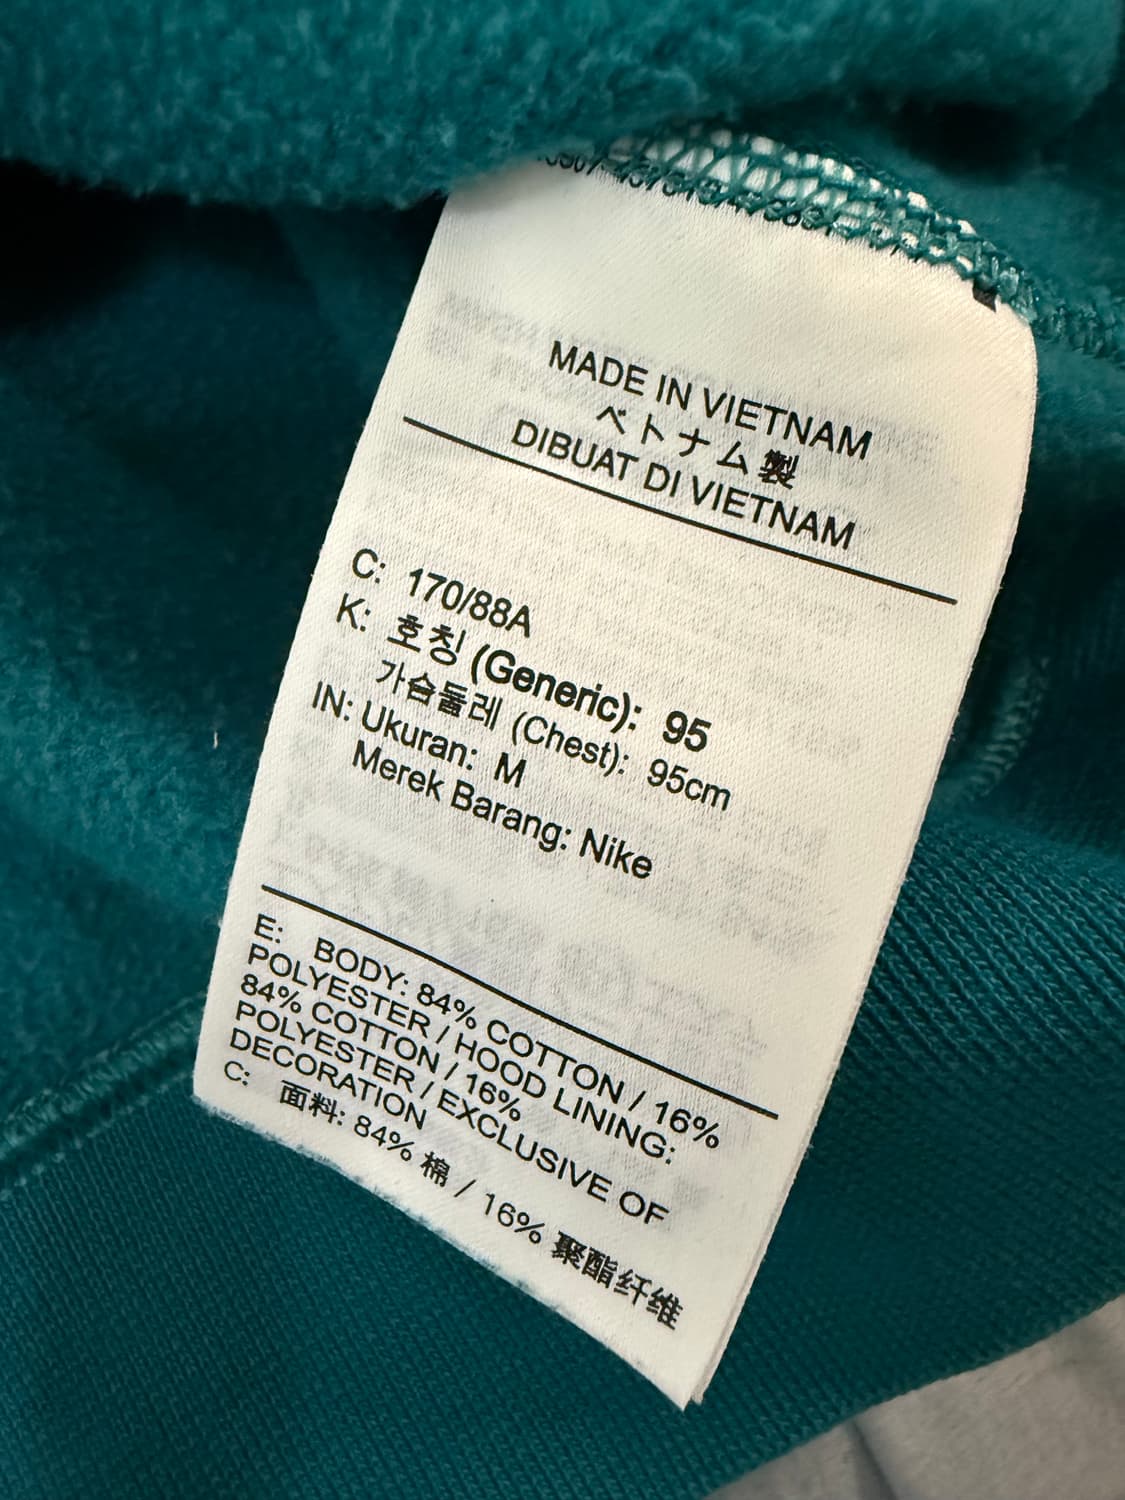 MADE IN VIETNAM
ベトナム製
DIBUAT DI VIETNAM
C: 170/88A
K: 호칭 (Generic): 95
가슴둘레 (Chest): 95cm
IN: Ukuran: M
Merek Barang: Nike
E: BODY: 84% COTTON / 16%
POLYESTER / HOOD LINING:
84% COTTON / 16%
POLYESTER / EXCLUSIVE OF
DECORATION
C: 面料: 84% 棉 / 16% 聚酯纤维